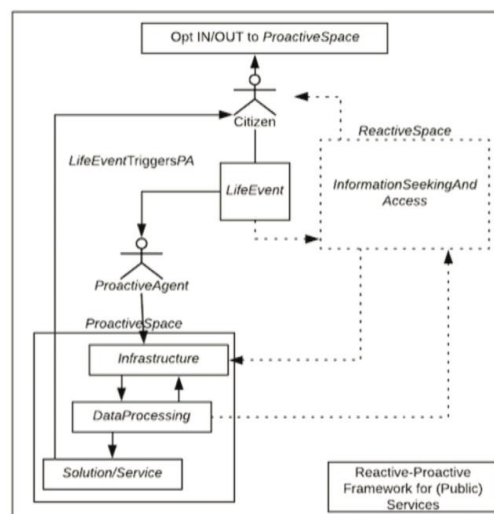 Opt IN/OUT to ProactiveSpace
Citizen
ReactiveSpace
LifeEventTriggersPA
LifeEvent
InformationSeekingAnd
Access
ProactiveAgent
ProactiveSpace
Infrastructure
DataProcessing
Solution/Service
Reactive-Proactive
Framework for (Public)
Services